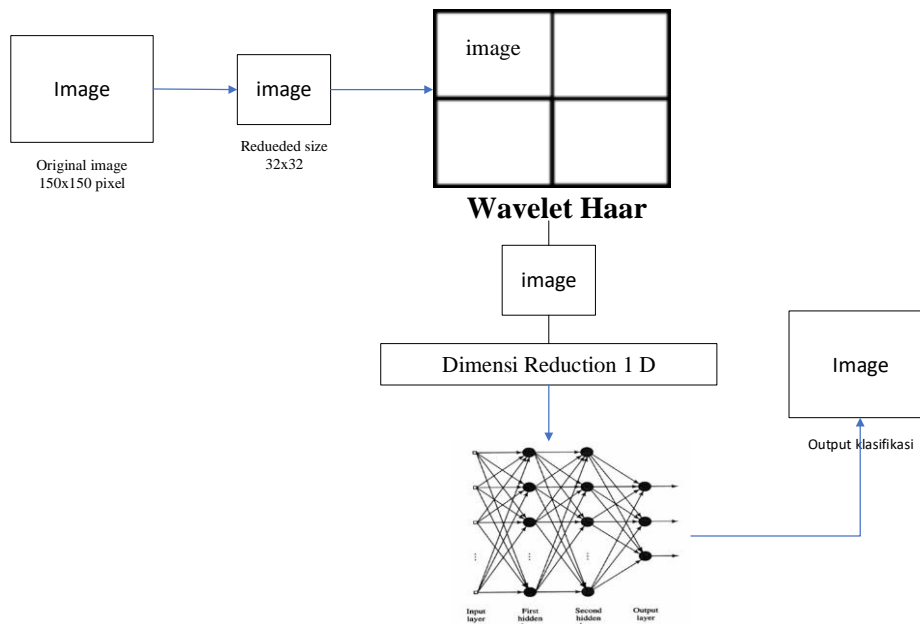 Image
image
image
Original image
150x150 pixel
Redueded size
32x32
Wavelet Haar
image
Dimensi Reduction 1 D
Image
Output klasifikasi
Input
layer
First
hidden
Second
hidden
Output
layer